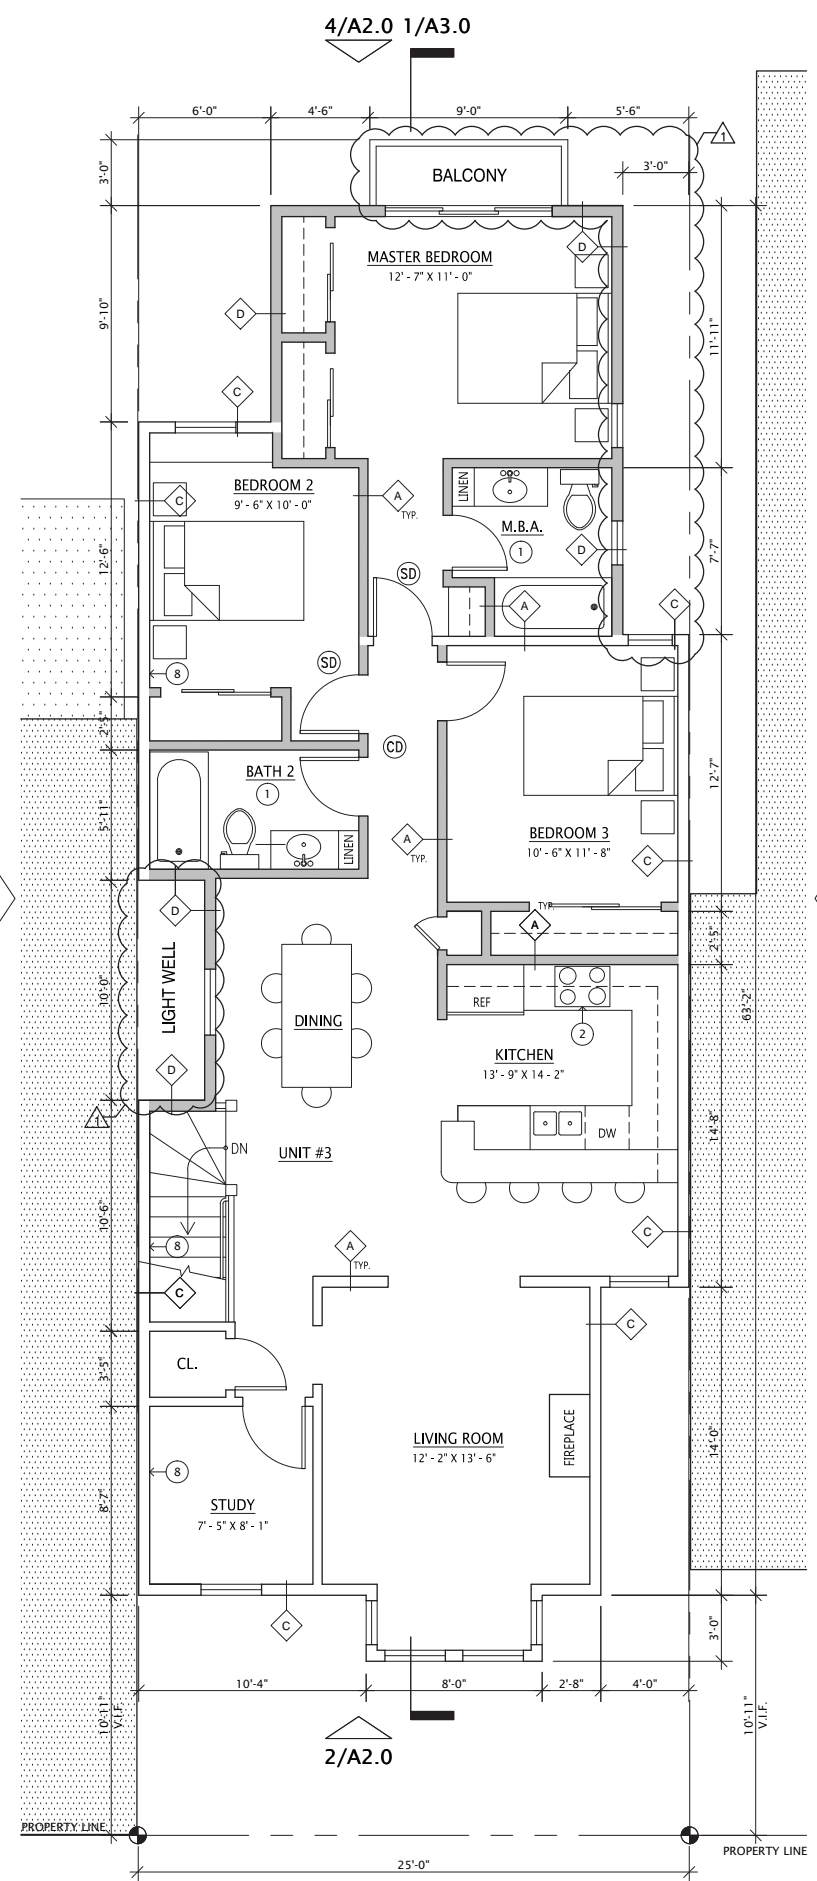 4/A2.0 1/A3.0
6'-0"
4'-6"
9'-0"
5'-6"
1
3'-0"
BALCONY
3'-0"
MASTER BEDROOM
D
12' - 7" X 11' - 0"
9'-10"
D
11'-11"
C
BEDROOM 2
9' - 6" X 10' - 0"
C
A
TYP.
LINEN
M.B.A.
1
D
7'-7"
12'-6"
SD
A
C
SD
8
2'-5"
CD
BATH 2
1
12'-7"
5'-11"
LINEN
A
TYP.
BEDROOM 3
10' - 6" X 11' - 8"
C
D
TYP.
A
2'-5"
LIGHT WELL
10'-0"
REF
63'-2"
DINING
2
KITCHEN
13' - 9" X 14 - 2"
D
1
DW
14'-8"
DN
UNIT #3
10'-6"
8
A
TYP.
C
C
C
3'-5"
CL.
LIVING ROOM
12' - 2" X 13' - 6"
FIREPLACE
14'-0"
8
8'-7"
STUDY
7' - 5" X 8' - 1"
C
3'-0"
10'-4"
8'-0"
2'-8"
4'-0"
10'-11"
V.I.F.
10'-11"
V.I.F.
2/A2.0
PROPERTY LINE
PROPERTY LINE
25'-0"